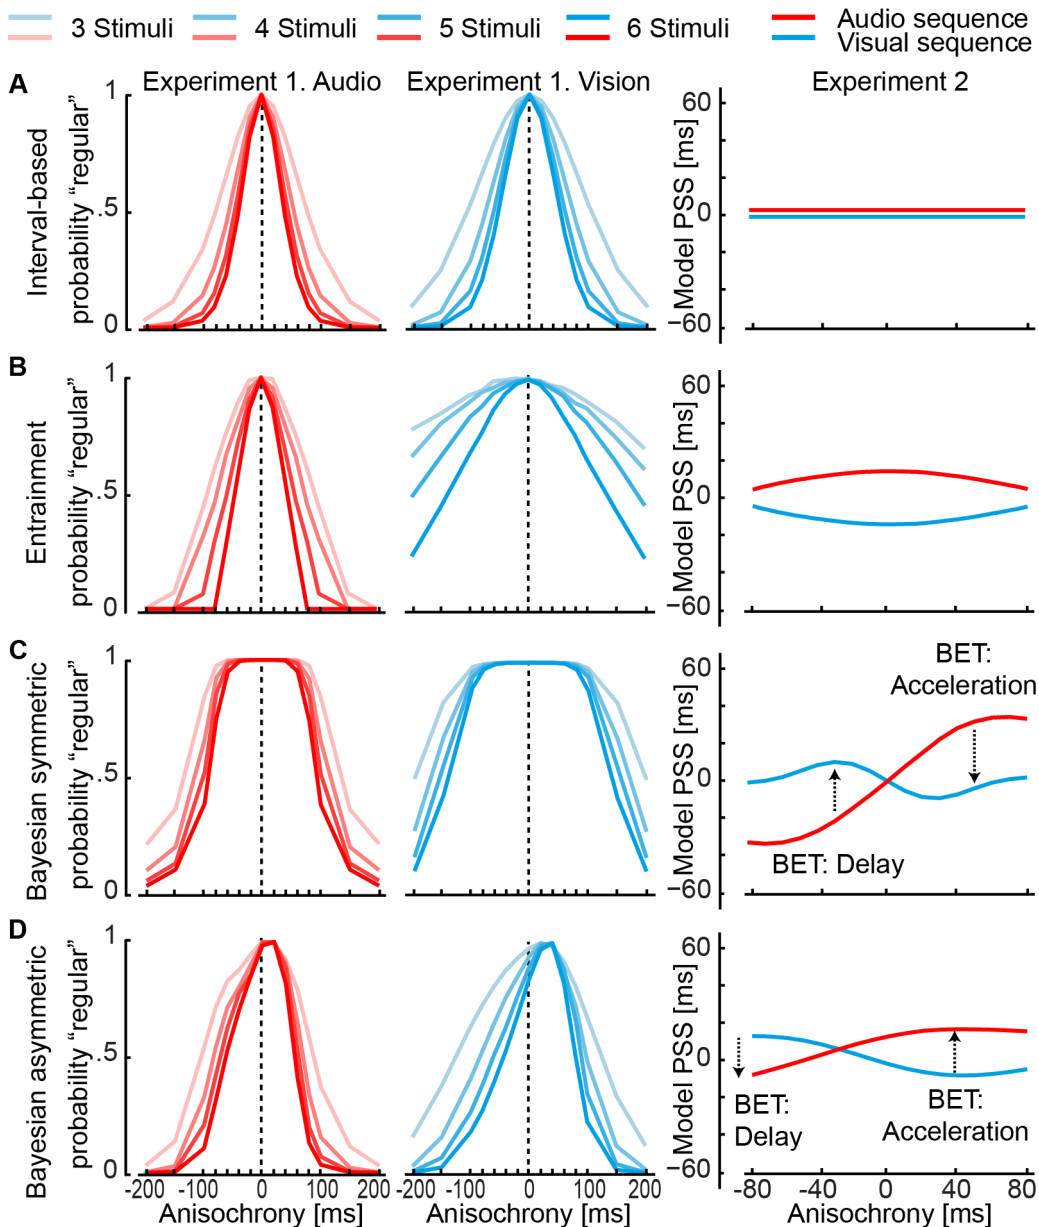 3 Stimuli 4 Stimuli 5 Stimuli 6 Stimuli Audio sequence
Visual sequence
A Experiment 1. Audio Experiment 1. Vision Experiment 2
Interval-based
probability “regular”
1
.5
0
Model PSS [ms]
60
0
−60
B
Entrainment
probability “regular”
1
.5
0
Model PSS [ms]
60
0
−60
C
Bayesian symmetric
probability “regular”
1
.5
0
Model PSS [ms]
60
0
−60
BET:
Acceleration
BET: Delay
D
Bayesian asymmetric
probability “regular”
1
.5
0
-200 -100 0 100 200
Anisochrony [ms]
-200 -100 0 100 200
Anisochrony [ms]
Model PSS [ms]
60
0
−60
BET:
Delay
BET:
Acceleration
-80 -40 0 40 80
Anisochrony [ms]